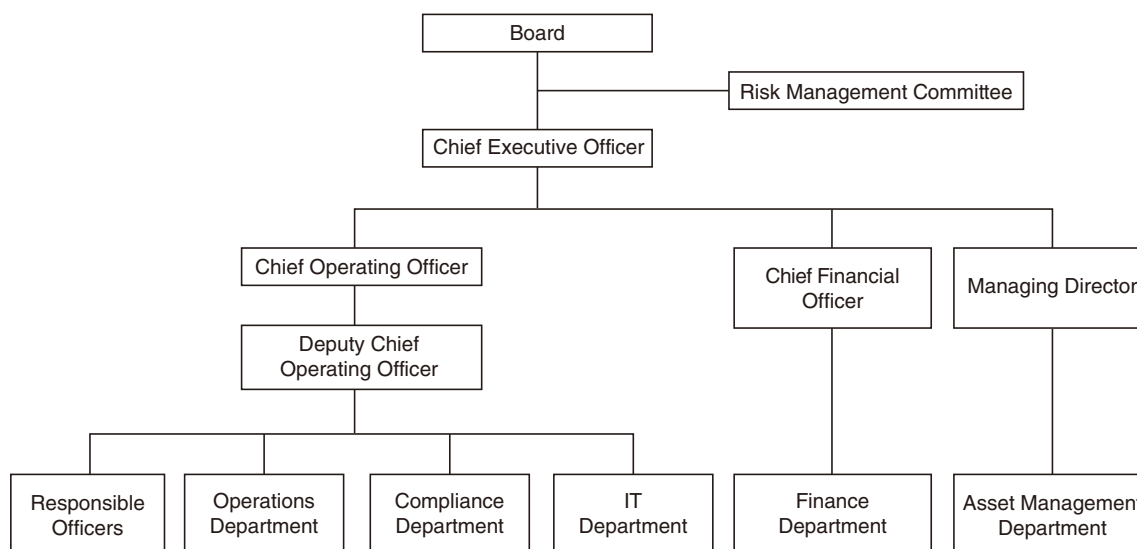 Board
Risk Management Committee
Chief Executive Officer
Chief Operating Officer
Chief Financial
Officer
Managing Director
Deputy Chief
Operating Officer
Responsible
Officers
Operations
Department
Compliance
Department
IT
Department
Finance
Department
Asset Management
Department